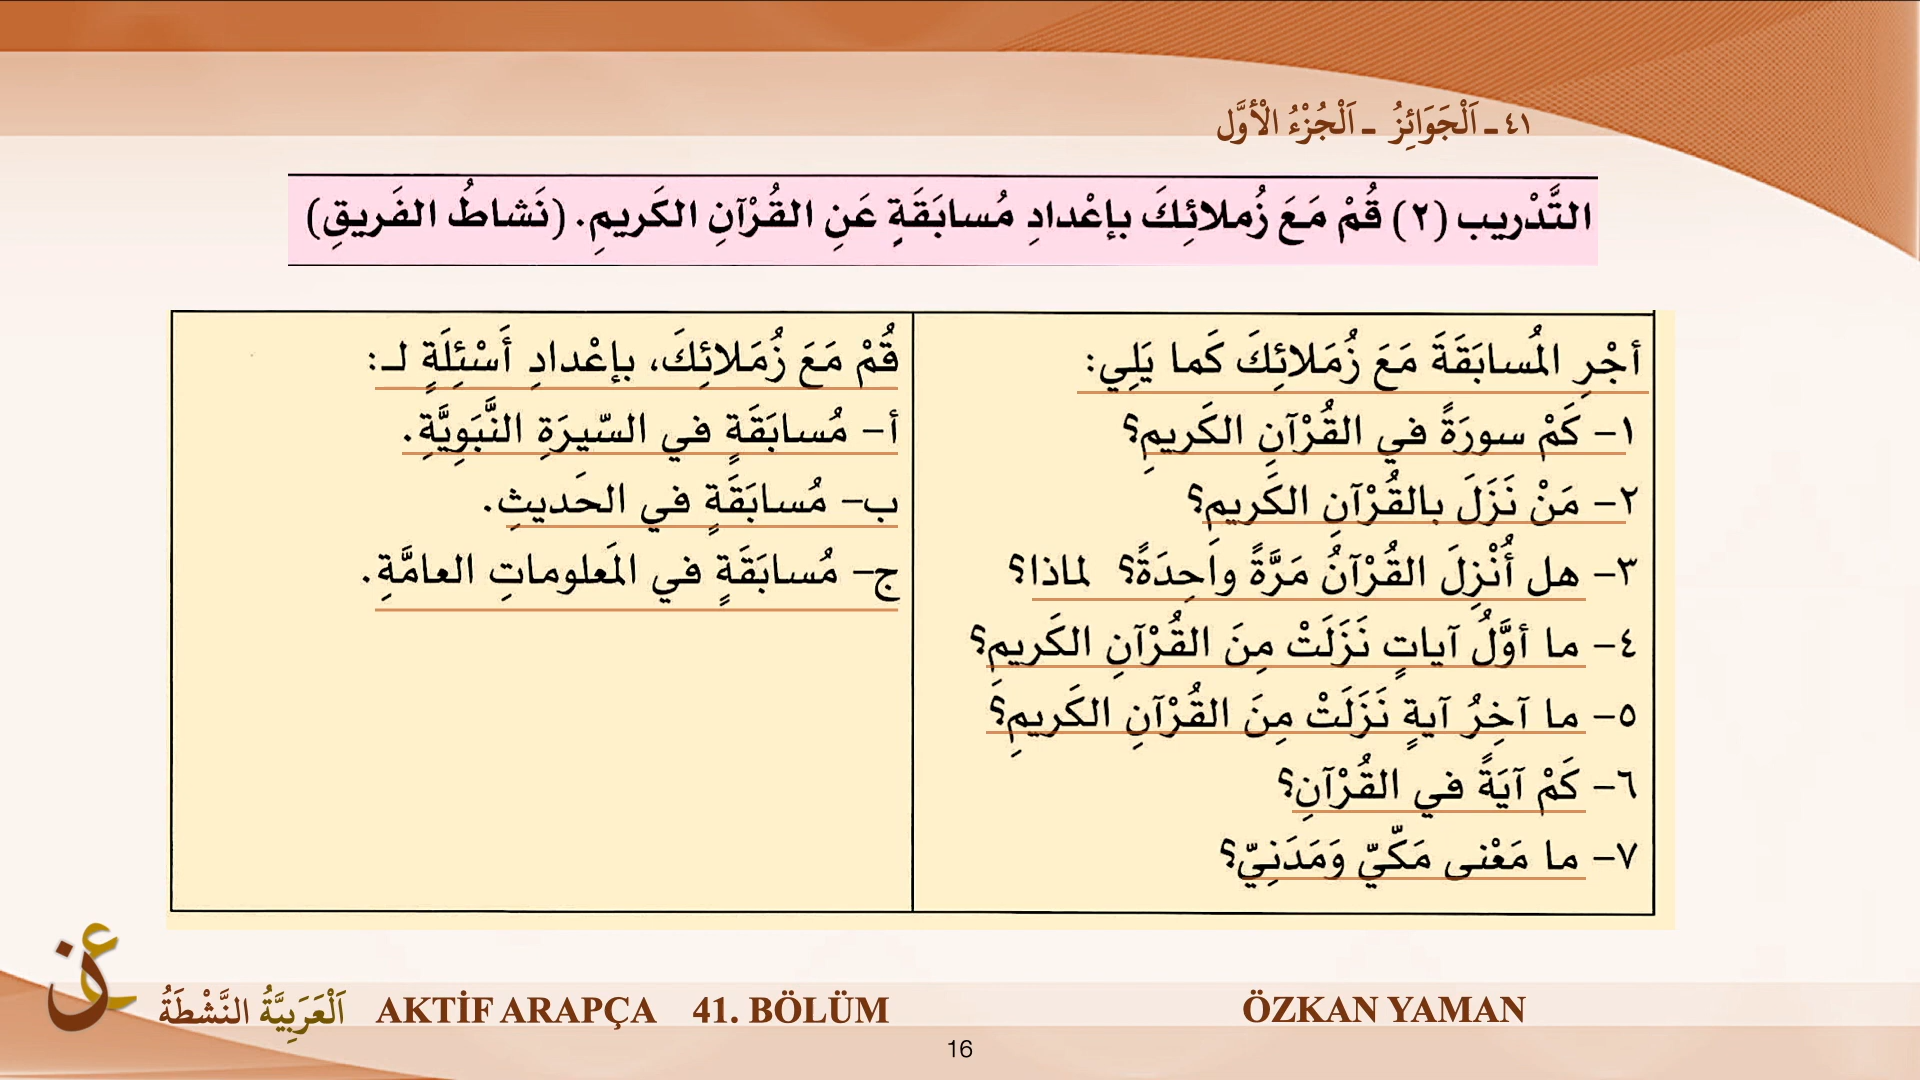 ٤١ ـ اَلْجَوَائِزُ ـ اَلْجُزْءُ الْأَوَّل
التَّدْريب (٢) قُمْ مَعَ زُملائِكَ بإعْدادِ مُسابَقَةٍ عَنِ القُرْآنِ الكَريمِ. (نَشاطُ الفَريقِ)
أجْرِ المُسابَقَةَ مَعَ زُمَلائِكَ كَما يَلِي:
١– كَمْ سورَةً في القُرْآنِ الكَريمِ؟
٢– مَنْ نَزَلَ بالقُرْآنِ الكَريمِ؟
٣– هل أُنْزِلَ القُرْآنُ مَرَّةً واحِدَةً؟ لماذا؟
٤– ما أوَّلُ آياتٍ نَزَلَتْ مِنَ القُرْآنِ الكَريمِ؟
٥– ما آخِرُ آيةٍ نَزَلَتْ مِنَ القُرْآنِ الكَريمِ؟
٦– كَمْ آيَةً في القُرْآنِ؟
٧– ما مَعْنى مَكّيّ وَمَدَنِيّ؟
قُمْ مَعَ زُمَلائِكَ، بإعْدادِ أَسْئِلَةٍ لـ:
أ– مُسابَقَةٍ في السّيرَةِ النَّبَوِيَّةِ.
ب– مُسابَقَةٍ في الحَديثِ.
ج– مُسابَقَةٍ في المَعلوماتِ العامَّةِ.
اَلْعَرَبِيَّةُ النَّشْطَةُ AKTİF ARAPÇA 41. BÖLÜM ÖZKAN YAMAN
16